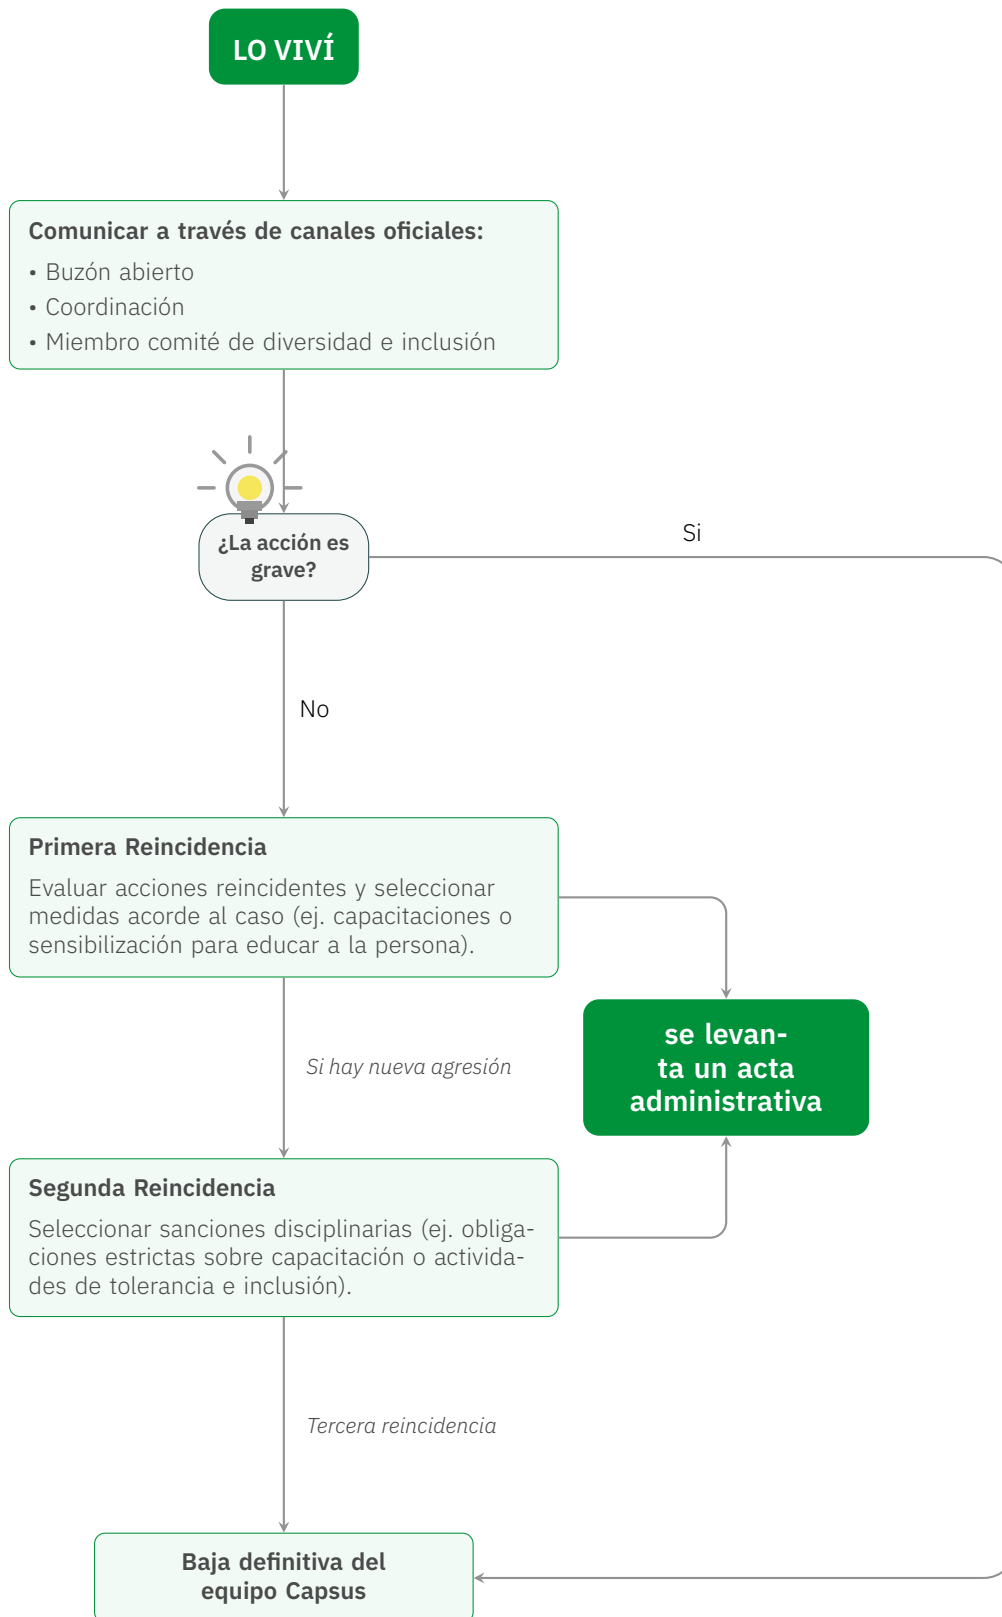 LO VIVÍ
Comunicar a través de canales oficiales:
• Buzón abierto
• Coordinación
• Miembro comité de diversidad e inclusión
¿La acción es
grave?
Si
No
Primera Reincidencia
Evaluar acciones reincidentes y seleccionar
medidas acorde al caso (ej. capacitaciones o
sensibilización para educar a la persona).
se levan-
ta un acta
administrativa
Si hay nueva agresión
Segunda Reincidencia
Seleccionar sanciones disciplinarias (ej. obliga-
ciones estrictas sobre capacitación o activida-
des de tolerancia e inclusión).
Tercera reincidencia
Baja definitiva del
equipo Capsus